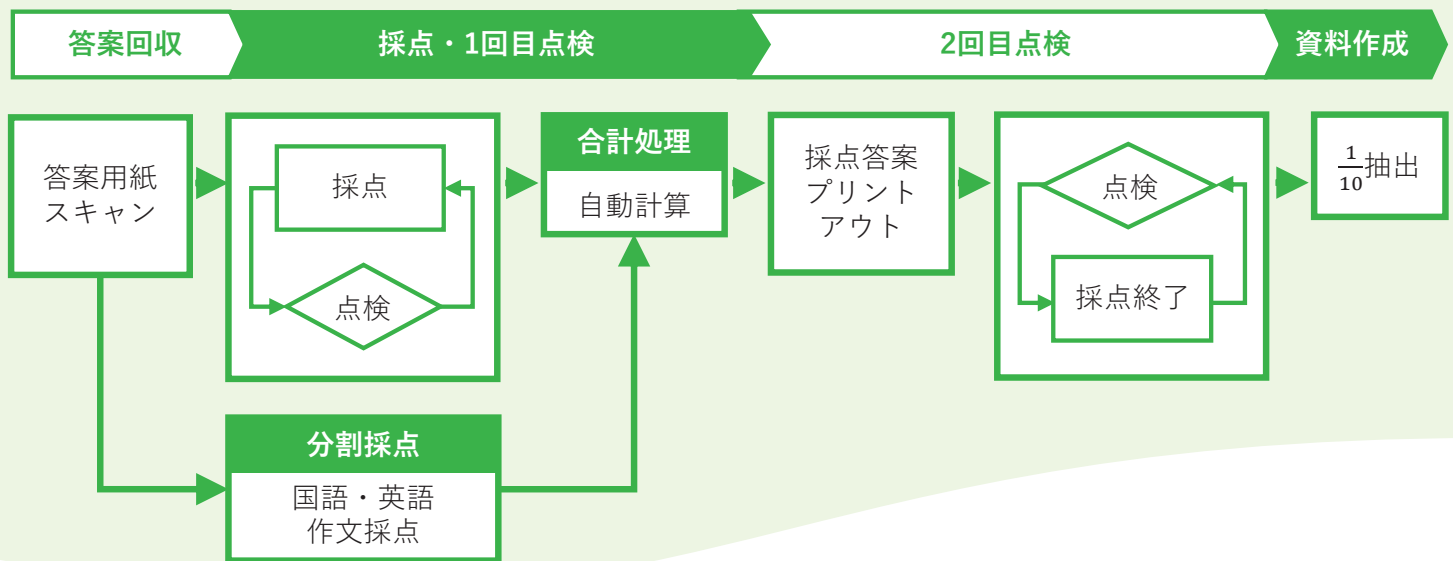 答案回収
採点・1回目点検
2回目点検
資料作成
答案用紙
スキャン
採点
点検
合計処理
自動計算
分割採点
国語・英語
作文採点
採点答案
プリント
アウト
点検
採点終了
1/10抽出